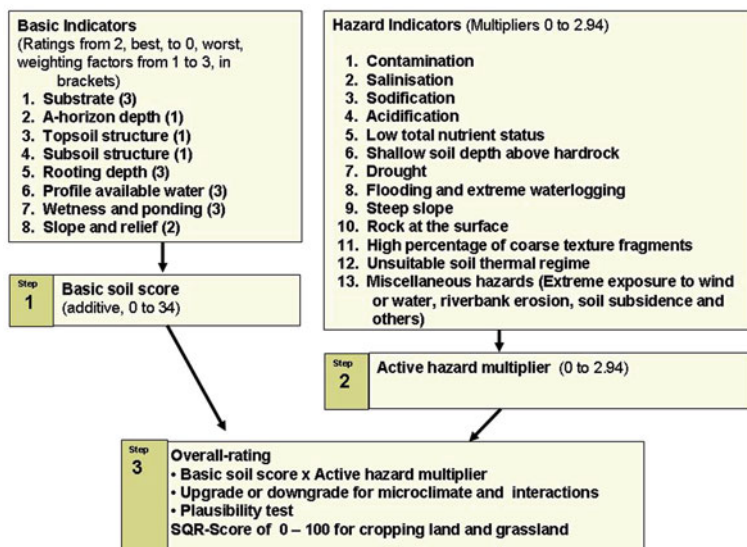 Basic Indicators
(Ratings from 2, best, to 0, worst,
weighting factors from 1 to 3, in
brackets)
1. Substrate (3)
2. A-horizon depth (1)
3. Topsoil structure (1)
4. Subsoil structure (1)
5. Rooting depth (3)
6. Profile available water (3)
7. Wetness and ponding (3)
8. Slope and relief (2)
Hazard Indicators (Multipliers 0 to 2.94)
1. Contamination
2. Salinisation
3. Sodification
4. Acidification
5. Low total nutrient status
6. Shallow soil depth above hardrock
7. Drought
8. Flooding and extreme waterlogging
9. Steep slope
10. Rock at the surface
11. High percentage of coarse texture fragments
12. Unsuitable soil thermal regime
13. Miscellaneous hazards (Extreme exposure to wind
or water, riverbank erosion, soil subsidence and
others)
Step
1
Basic soil score
(additive, 0 to 34)
Step
2
Active hazard multiplier (0 to 2.94)
Step
3
Overall-rating
• Basic soil score x Active hazard multiplier
• Upgrade or downgrade for microclimate and interactions
• Plausibility test
SQR-Score of 0 – 100 for cropping land and grassland